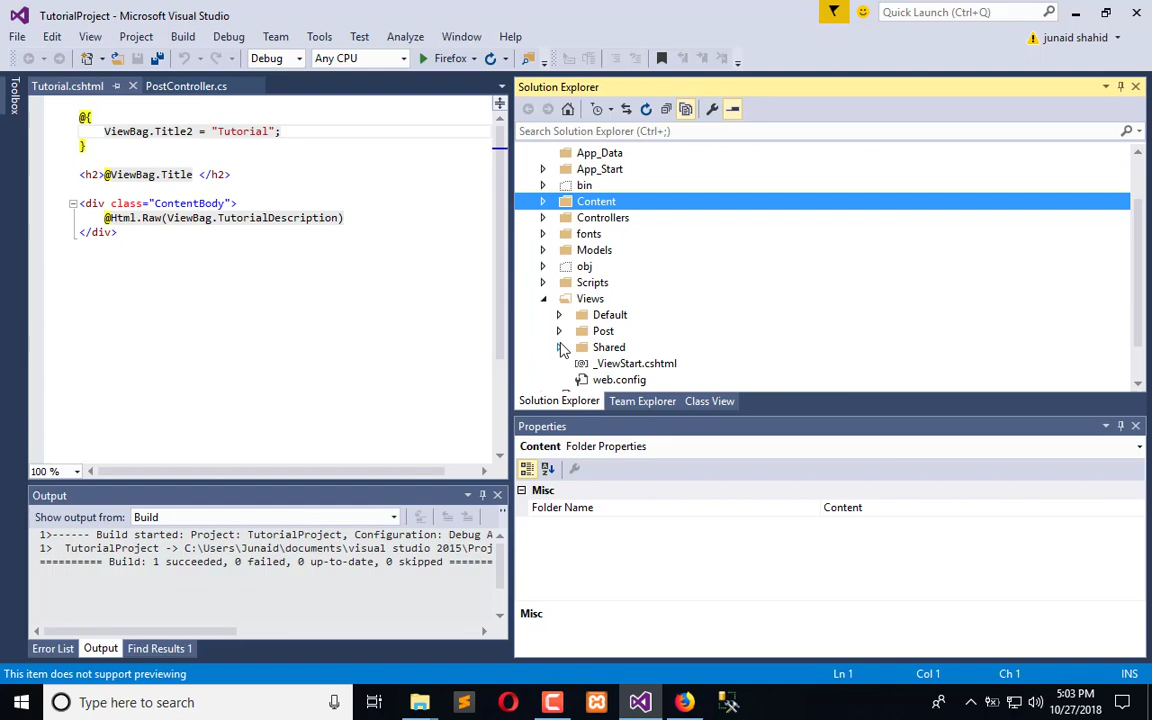 TutorialProject - Microsoft Visual Studio
Quick Launch (Ctrl+Q)
File Edit View Project Build Debug Team Tools Test Analyze Window Help
junaid shahid
Debug Any CPU Firefox
Toolbox
Tutorial.cshtml PostController.cs
@{
ViewBag.Title2 = "Tutorial";
}
<h2>@ViewBag.Title </h2>
<div class="ContentBody">
@Html.Raw(ViewBag.TutorialDescription)
</div>
100 %
Output
Show output from: Build
1>------ Build started: Project: TutorialProject, Configuration: Debug A
1> TutorialProject -> C:\Users\Junaid\documents\visual studio 2015\Proj
========== Build: 1 succeeded, 0 failed, 0 up-to-date, 0 skipped =======
Error List Output Find Results 1
Solution Explorer
Search Solution Explorer (Ctrl+;)
App_Data
App_Start
bin
Content
Controllers
fonts
Models
obj
Scripts
Views
Default
Post
Shared
_ViewStart.cshtml
web.config
Solution Explorer Team Explorer Class View
Properties
Content Folder Properties
Misc
Folder Name Content
Misc
This item does not support previewing Ln 1 Col 1 Ch 1 INS
Type here to search
5:03 PM
10/27/2018